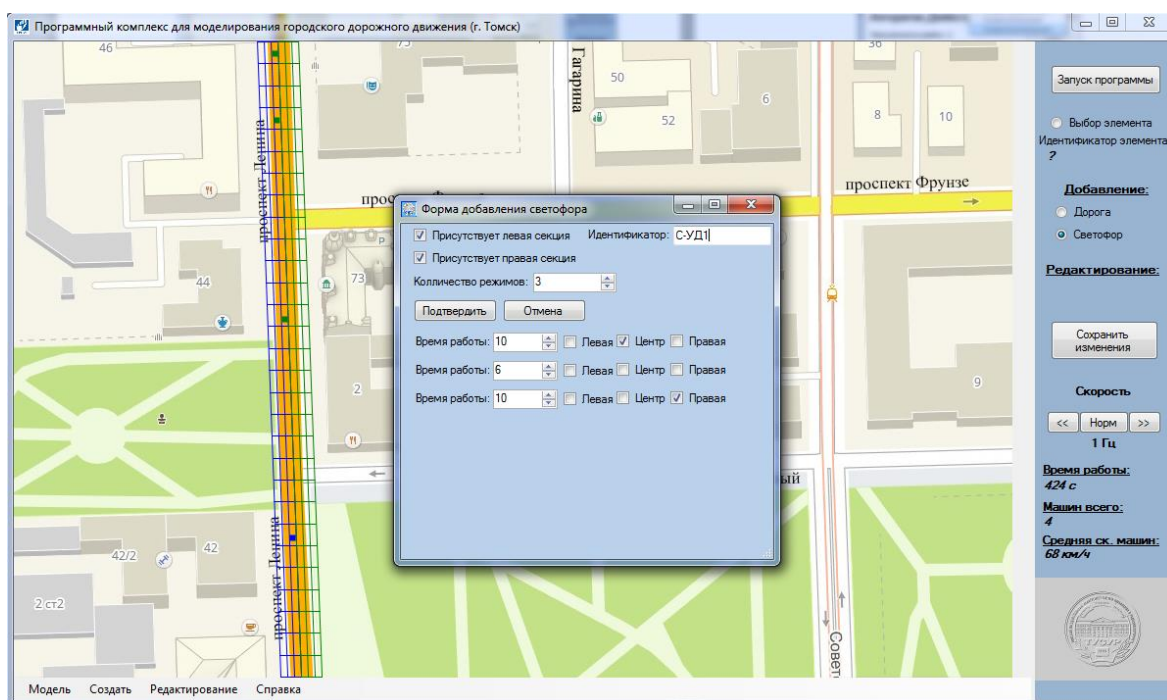 Программный комплекс для моделирования городского дорожного движения (г. Томск)
46
проспект Ленина
44
73
2
42/2
42
2 ст2
проспект Ленина
Гагарина
50
52
6
36
8
10
проспект Фрунзе
9
ый
Форма добавления светофора
Присутствует левая секция Идентификатор: С-УД1
Присутствует правая секция
Колличество режимов: 3
Подтвердить Отмена
Время работы: 10 Левая Центр Правая
Время работы: 6 Левая Центр Правая
Время работы: 10 Левая Центр Правая
Запуск программы
Выбор элемента
Идентификатор элемента
?
Добавление:
Дорога
Светофор
Редактирование:
Сохранить
изменения
Скорость
<< Норм >>
1 Гц
Время работы:
424 с
Машин всего:
4
Средняя ск. машин:
68 км/ч
ТУСУР
Модель Создать Редактирование Справка